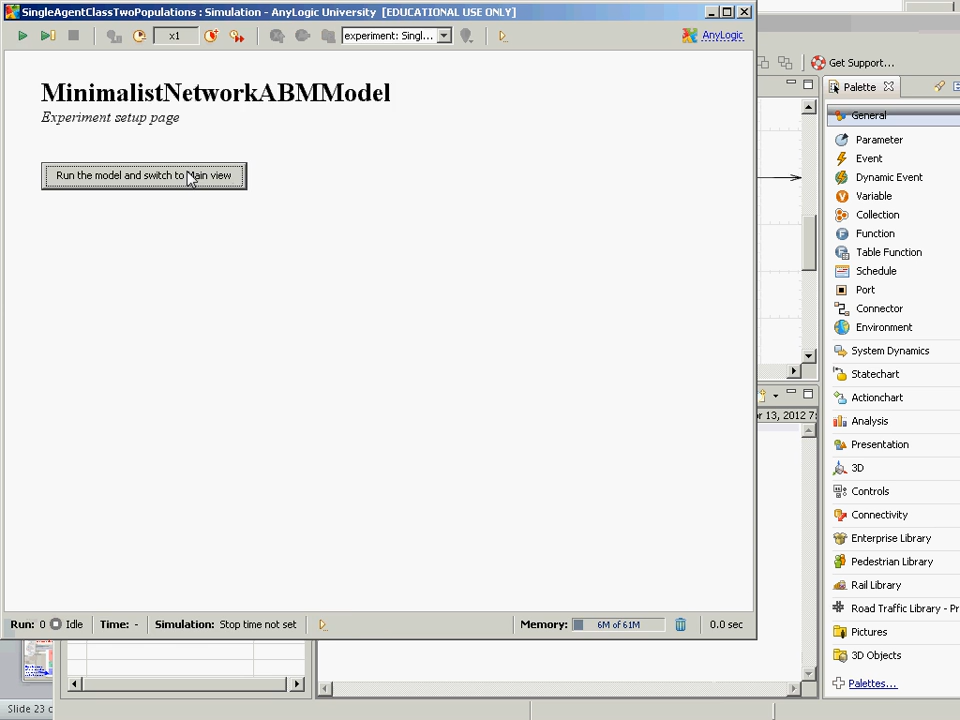 SingleAgentClassTwoPopulations : Simulation - AnyLogic University [EDUCATIONAL USE ONLY]
x1
experiment: Singl...
AnyLogic
MinimalistNetworkABMModel
Experiment setup page
Run the model and switch to Main view
Run: 0
Idle
Time: -
Simulation: Stop time not set
Memory:
6M of 61M
0.0 sec
Get Support...
Palette
General
Parameter
Event
Dynamic Event
Variable
Collection
Function
Table Function
Schedule
Port
Connector
Environment
System Dynamics
Statechart
Actionchart
Analysis
Presentation
3D
Controls
Connectivity
Enterprise Library
Pedestrian Library
Rail Library
Road Traffic Library - Pr
Pictures
3D Objects
Palettes...
pr 13, 2012 7:
Slide 23 c